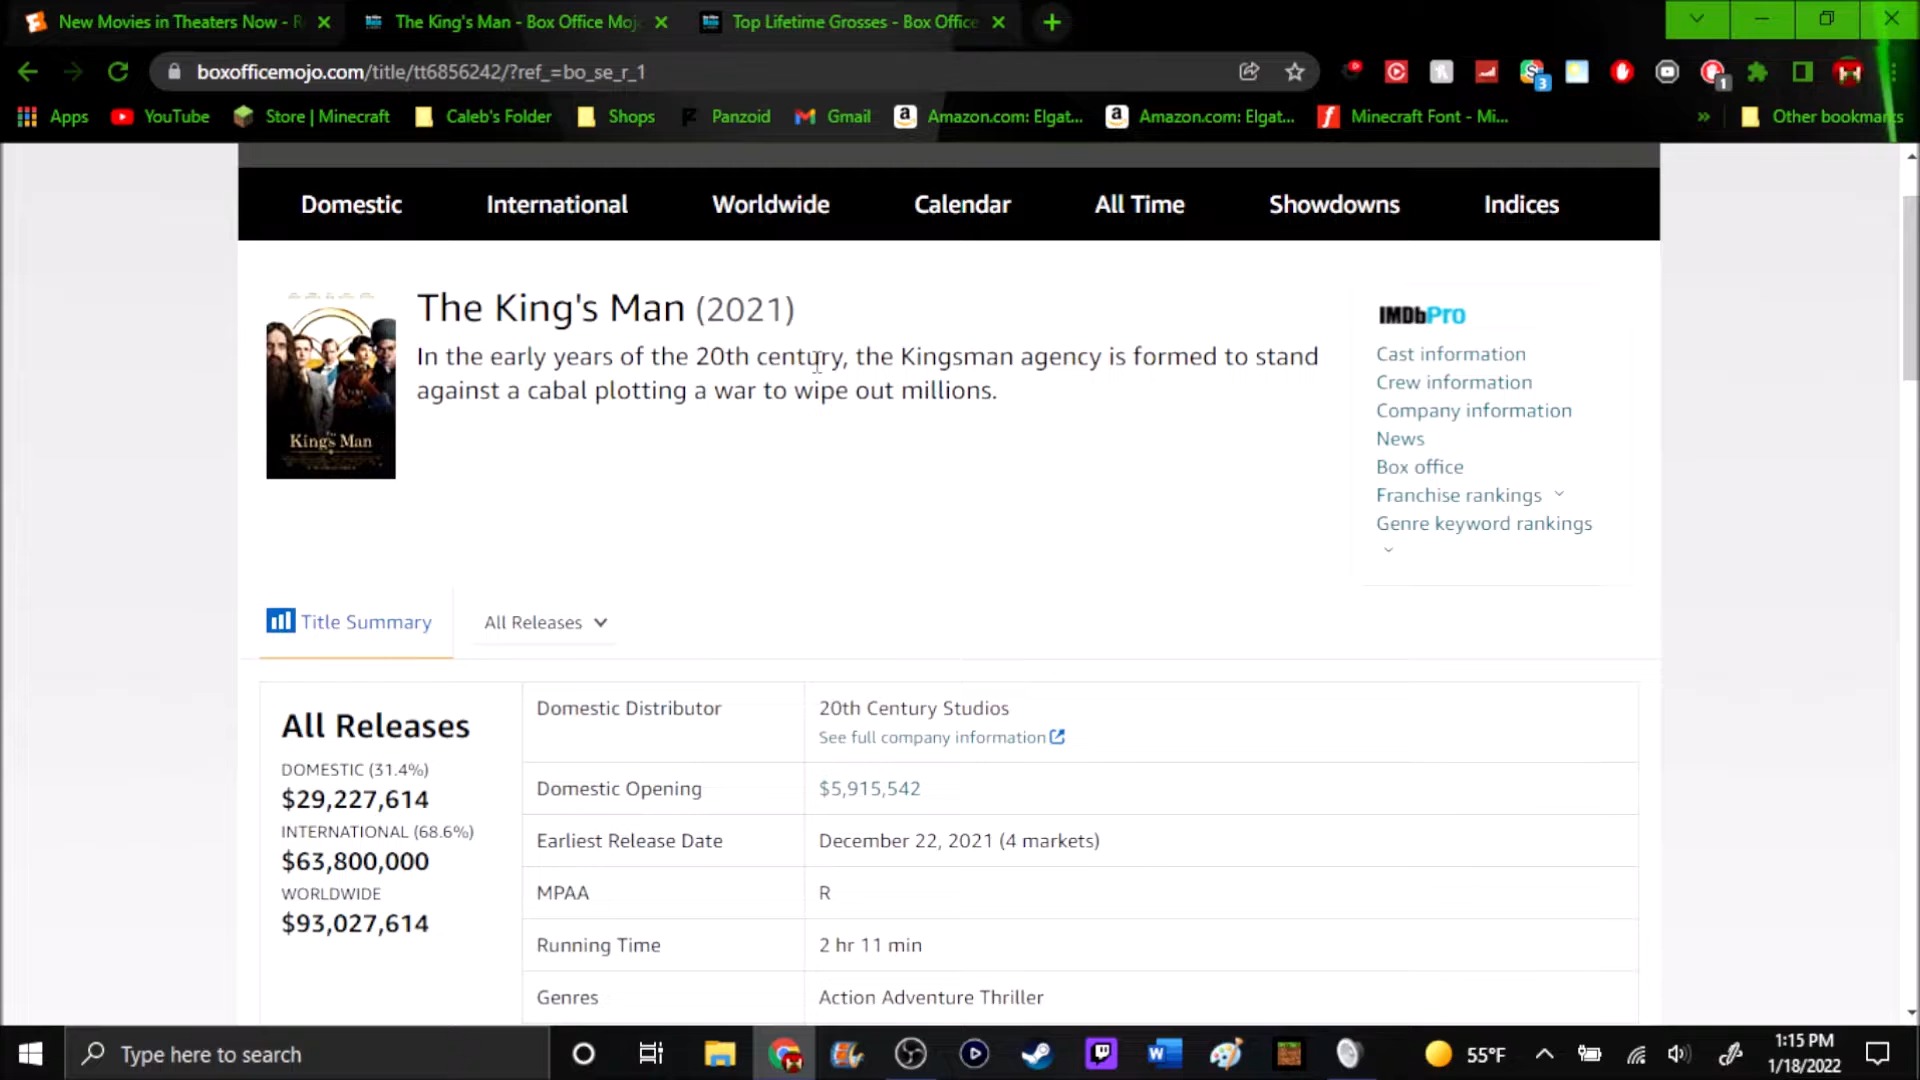 New Movies in Theaters Now - R
The King's Man - Box Office Moj
Top Lifetime Grosses - Box Office
boxofficemojo.com/title/tt6856242/?ref_=bo_se_r_1
3
1
Apps
YouTube
Store | Minecraft
Caleb's Folder
Shops
Panzoid
Gmail
Amazon.com: Elgat...
Amazon.com: Elgat...
Minecraft Font - Mi...
»
Other bookmarks
Domestic
International
Worldwide
Calendar
All Time
Showdowns
Indices
The King's Man (2021)
In the early years of the 20th century, the Kingsman agency is formed to stand
against a cabal plotting a war to wipe out millions.
The
King's Man
IMDbPro
Cast information
Crew information
Company information
News
Box office
Franchise rankings
Genre keyword rankings
Title Summary
All Releases
All Releases
DOMESTIC (31.4%)
$29,227,614
INTERNATIONAL (68.6%)
$63,800,000
WORLDWIDE
$93,027,614
Domestic Distributor
20th Century Studios
See full company information
Domestic Opening
$5,915,542
Earliest Release Date
December 22, 2021 (4 markets)
MPAA
R
Running Time
2 hr 11 min
Genres
Action Adventure Thriller
Type here to search
55°F
1:15 PM
1/18/2022